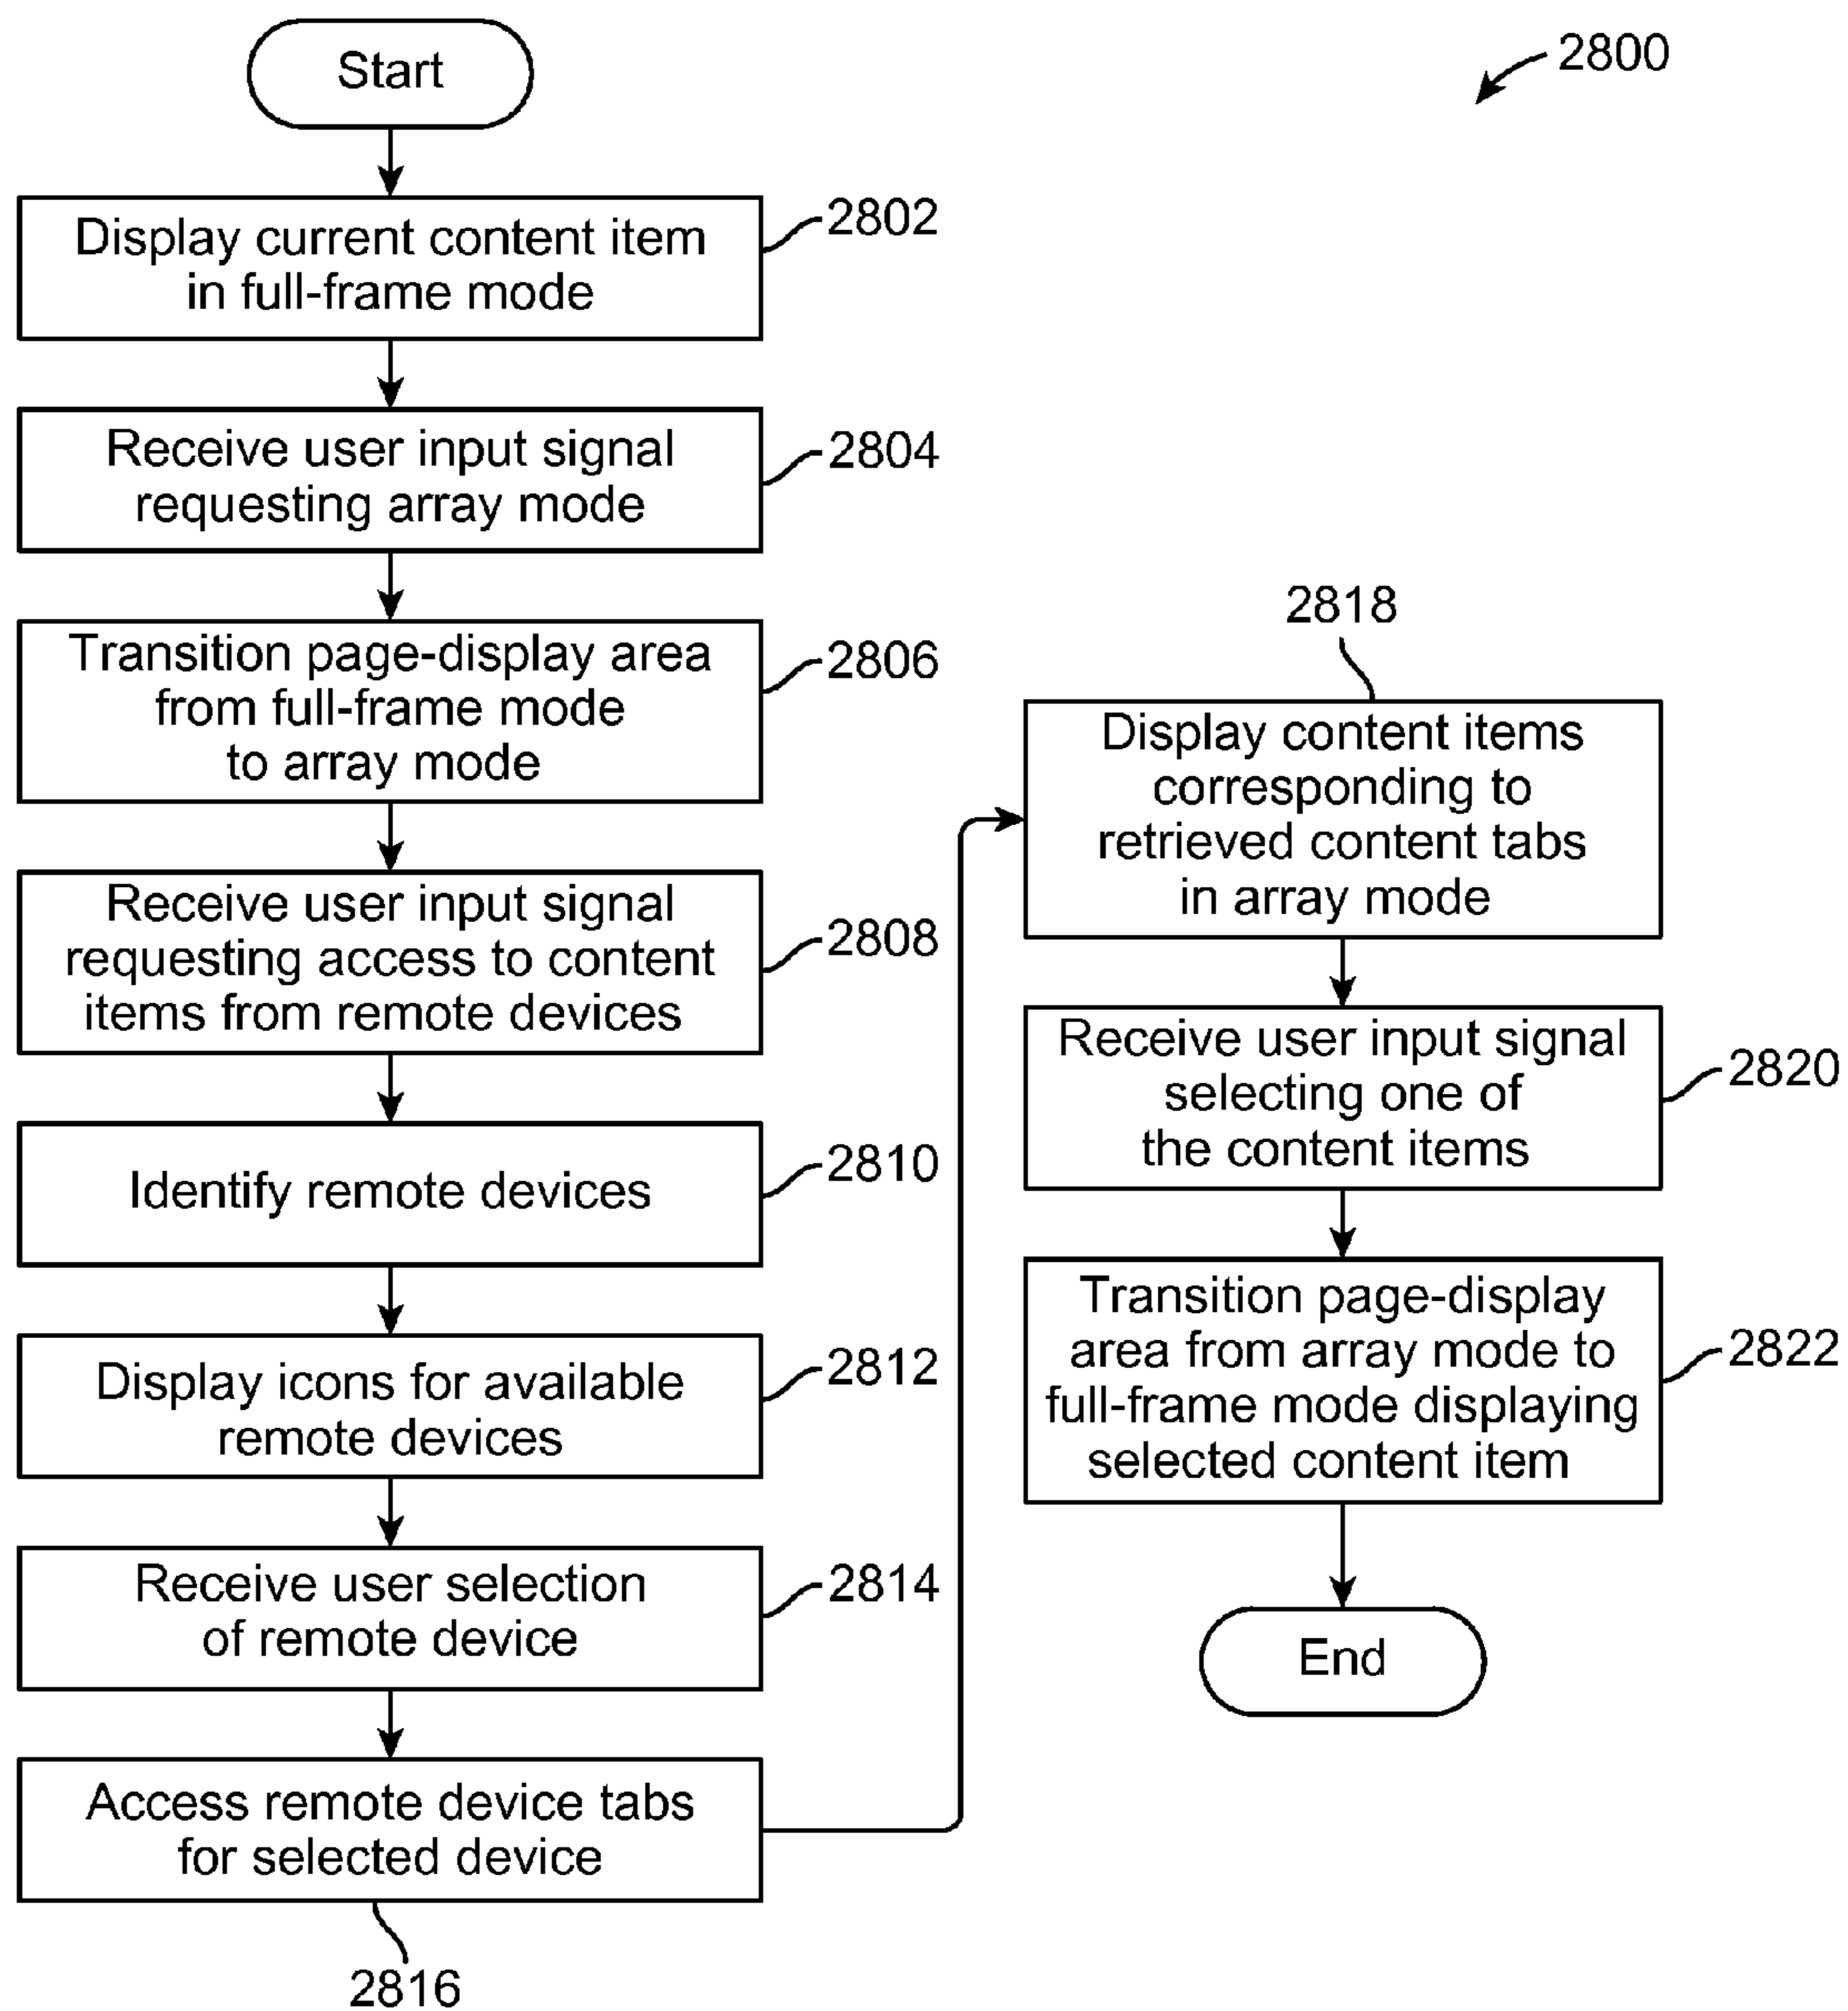 Start
2800
Display current content item
in full-frame mode
2802
Receive user input signal
requesting array mode
2804
Transition page-display area
from full-frame mode
to array mode
2806
Receive user input signal
requesting access to content
items from remote devices
2808
Identify remote devices
2810
Display icons for available
remote devices
2812
Receive user selection
of remote device
2814
Access remote device tabs
for selected device
2816
2818
Display content items
corresponding to
retrieved content tabs
in array mode
Receive user input signal
selecting one of
the content items
2820
Transition page-display
area from array mode to
full-frame mode displaying
selected content item
2822
End